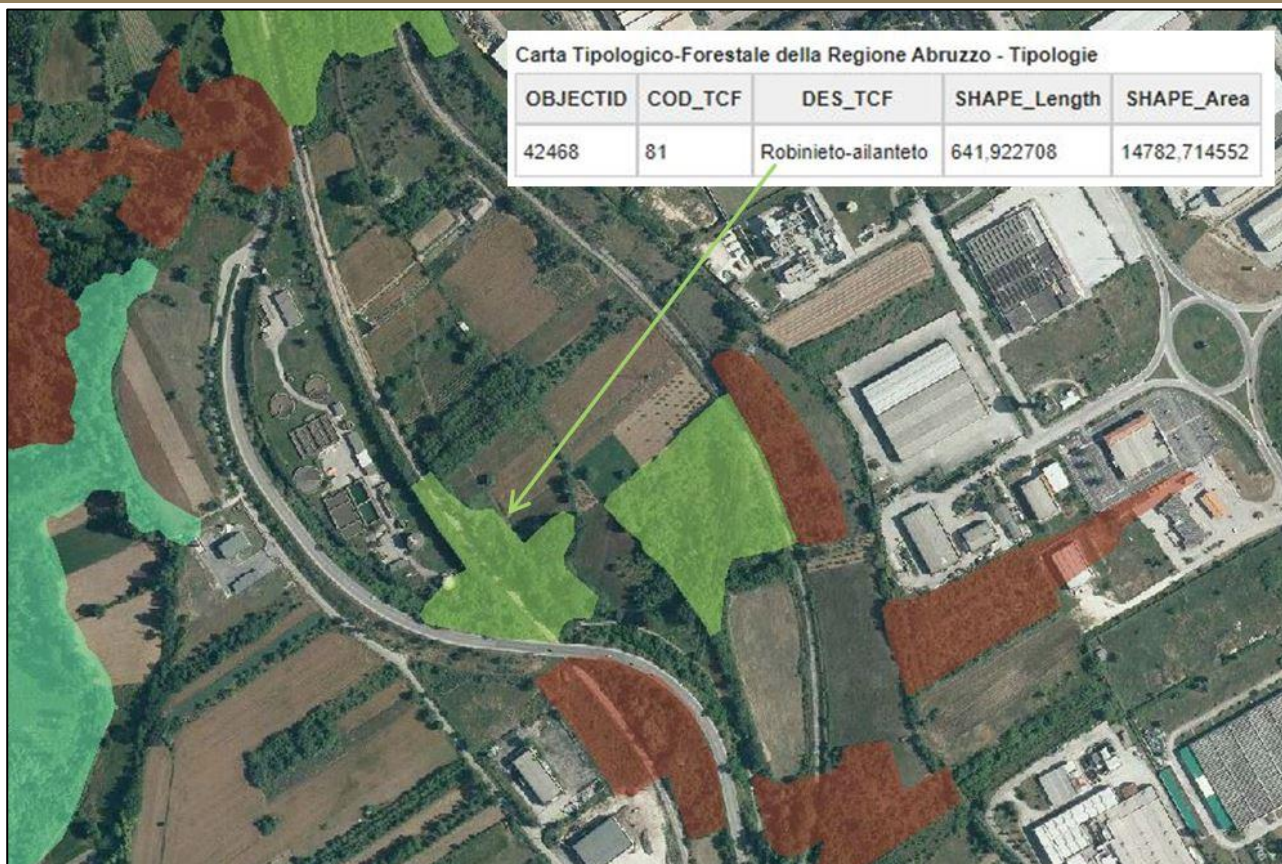 Carta Tipologico-Forestale della Regione Abruzzo - Tipologie
OBJECTID COD_TCF DES_TCF SHAPE_Length SHAPE_Area
42468 81 Robinieto-ailanteto 641,922708 14782,714552